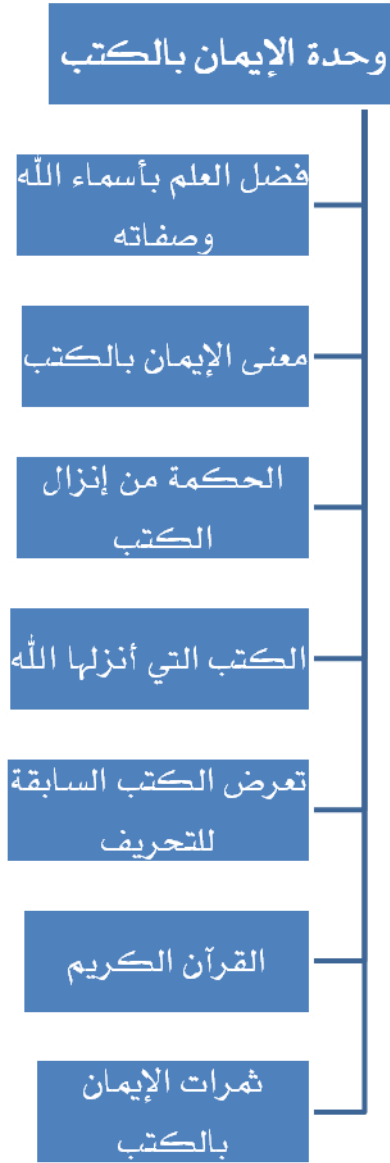 وحدة الإيمان بالكتب
فضل العلم بأسماء الله
وصفاته
معنى الإيمان بالكتب
الحكمة من إنزال
الكتب
الكتب التي أنزلها الله
تعرض الكتب السابقة
للتحريف
القرآن الكريم
ثمرات الإيمان
بالكتب